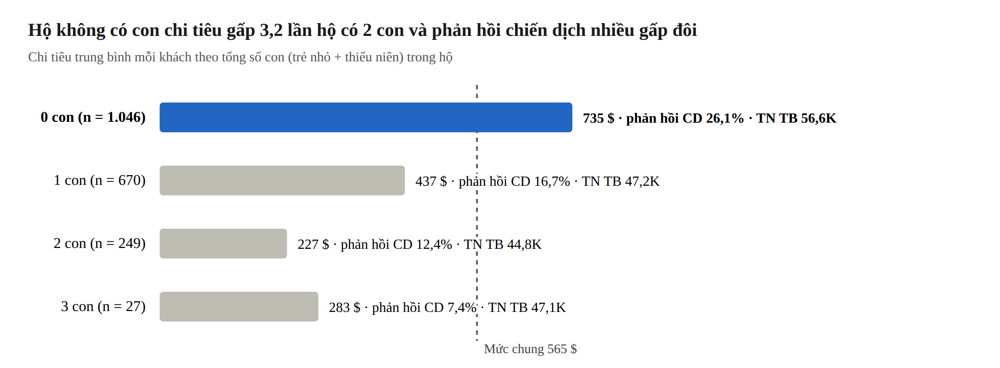 Hộ không có con chi tiêu gấp 3,2 lần hộ có 2 con và phản hồi chiến dịch nhiều gấp đôi
Chi tiêu trung bình mỗi khách theo tổng số con (trẻ nhỏ + thiếu niên) trong hộ
0 con (n = 1.046) 735 $ · phản hồi CD 26,1% · TN TB 56,6K
1 con (n = 670) 437 $ · phản hồi CD 16,7% · TN TB 47,2K
2 con (n = 249) 227 $ · phản hồi CD 12,4% · TN TB 44,8K
3 con (n = 27) 283 $ · phản hồi CD 7,4% · TN TB 47,1K
Mức chung 565 $